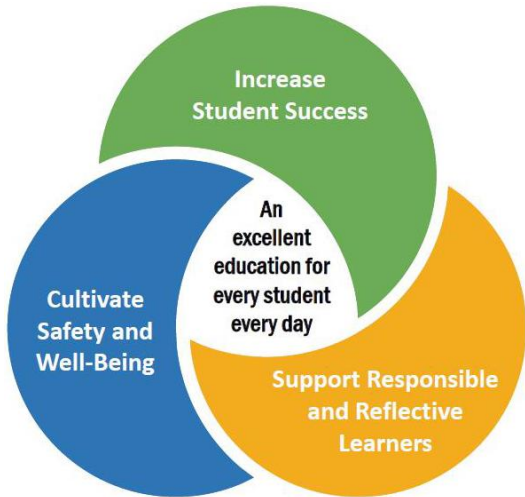 Increase
Student Success
An
excellent
education for
every student
every day
Cultivate
Safety and
Well-Being
Support Responsible
and Reflective
Learners